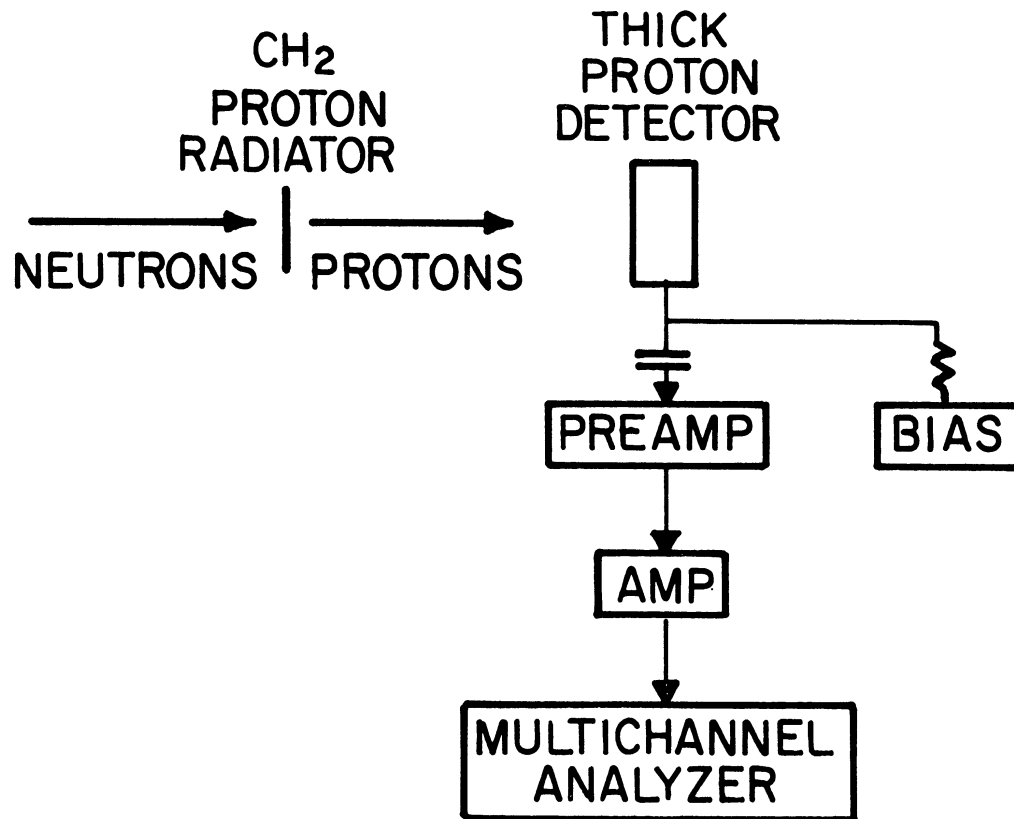 CH₂
PROTON
RADIATOR
THICK
PROTON
DETECTOR
NEUTRONS
PROTONS
PREAMP
BIAS
AMP
MULTICHANNEL
ANALYZER